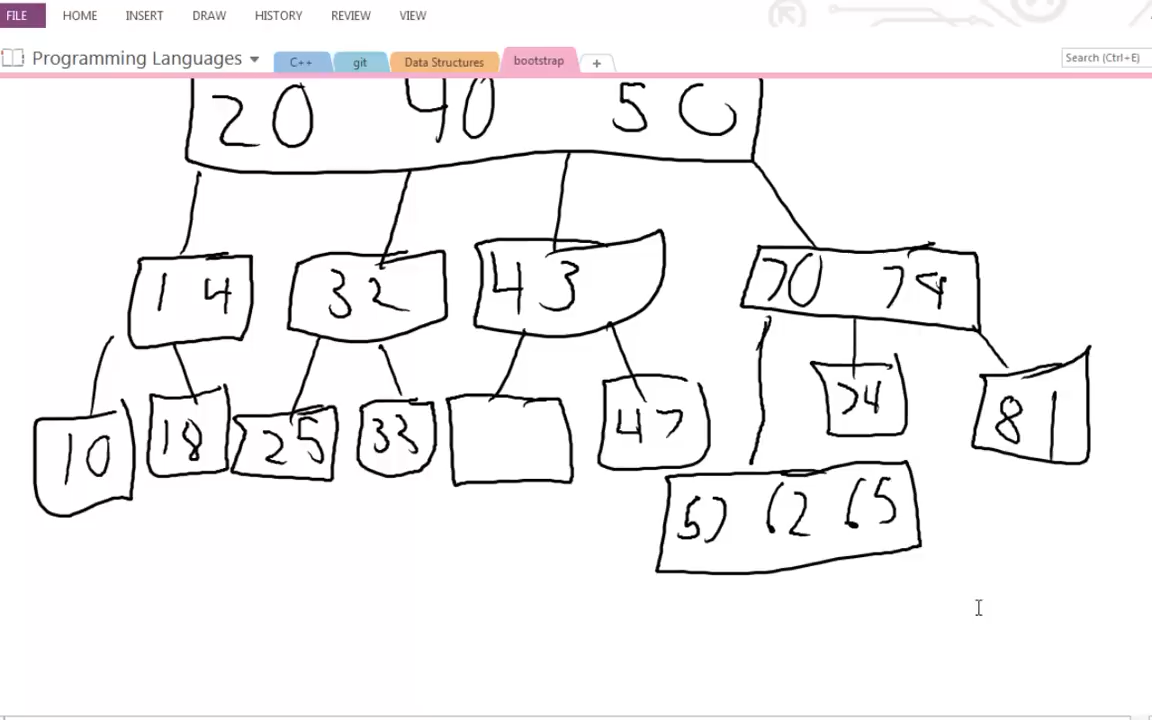 FILE HOME INSERT DRAW HISTORY REVIEW VIEW
Programming Languages C++ git Data Structures bootstrap + Search (Ctrl+E)
20 40 50
14 32 43 70 79
10 18 25 33 47 74 81
57 62 65